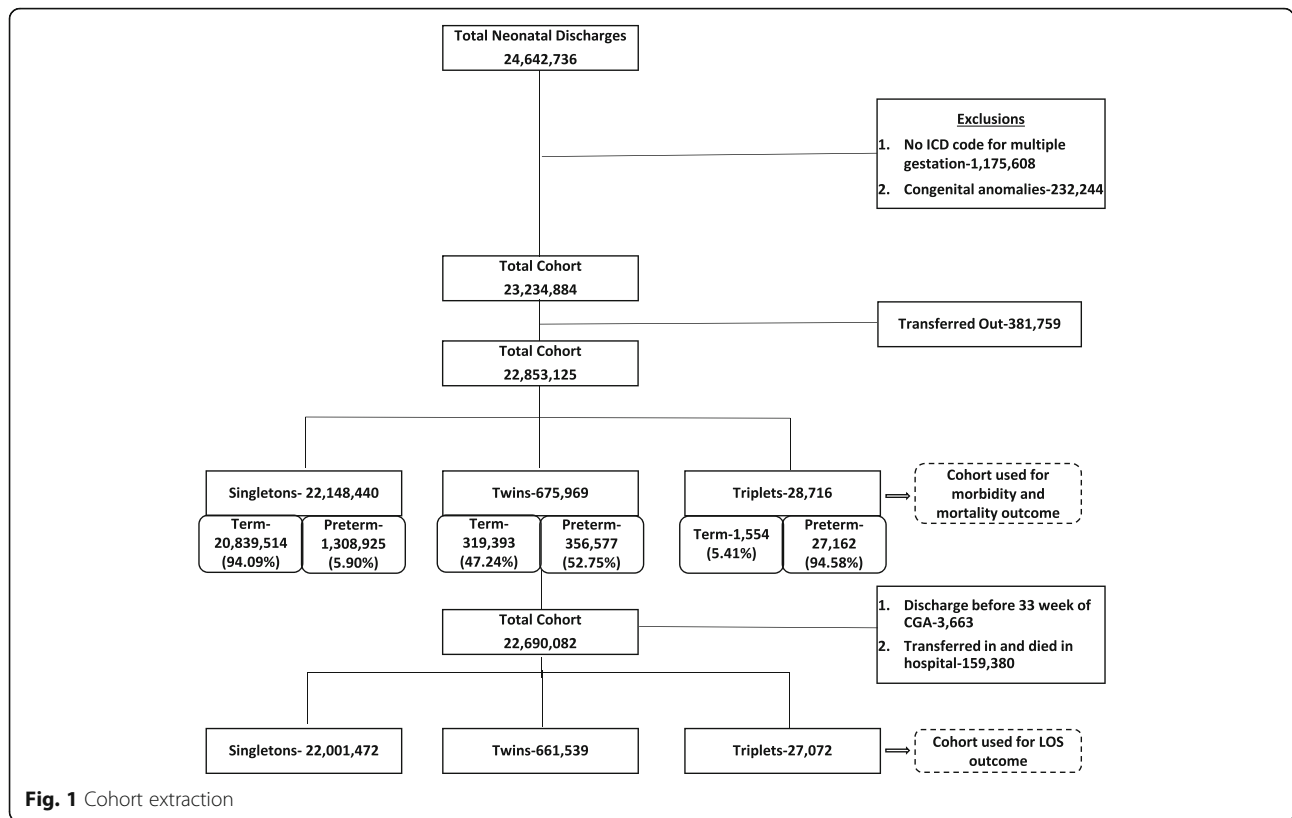 Total Neonatal Discharges
24,642,736
Exclusions
1. No ICD code for multiple
gestation-1,175,608
2. Congenital anomalies-232,244
Total Cohort
23,234,884
Transferred Out-381,759
Total Cohort
22,853,125
Singletons- 22,148,440
Twins-675,969
Triplets-28,716
Cohort used for
morbidity and
mortality outcome
Term-
20,839,514
(94.09%)
Preterm-
1,308,925
(5.90%)
Term-
319,393
(47.24%)
Preterm-
356,577
(52.75%)
Term-1,554
(5.41%)
Preterm-
27,162
(94.58%)
Total Cohort
22,690,082
1. Discharge before 33 week of
CGA-3,663
2. Transferred in and died in
hospital-159,380
Singletons- 22,001,472
Twins-661,539
Triplets-27,072
Cohort used for LOS
outcome
Fig. 1 Cohort extraction